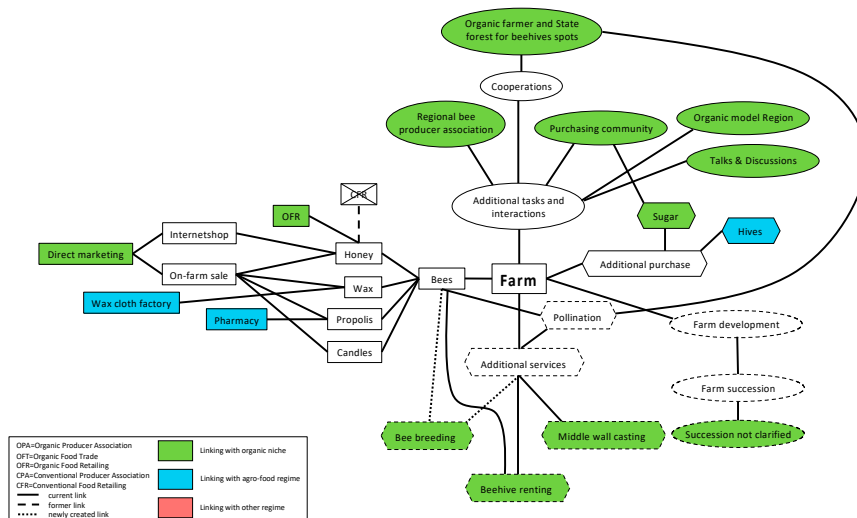 Organic farmer and State
forest for beehives spots
Cooperations
Regional bee
producer association
Purchasing community
Organic model Region
Talks & Discussions
Additional tasks and
interactions
CFR
OFR
Sugar
Hives
Internetshop
Honey
Direct marketing
On-farm sale
Additional purchase
Bees
Farm
Wax
Wax cloth factory
Pharmacy
Propolis
Pollination
Farm development
Candles
Additional services
Farm succession
Bee breeding
Middle wall casting
Succession not clarified
Beehive renting
OPA=Organic Producer Association
OFT=Organic Food Trade
OFR=Organic Food Retailing
CPA=Conventional Producer Association
CFR=Conventional Food Retailing
current link
former link
newly created link
Linking with organic niche
Linking with agro-food regime
Linking with other regime